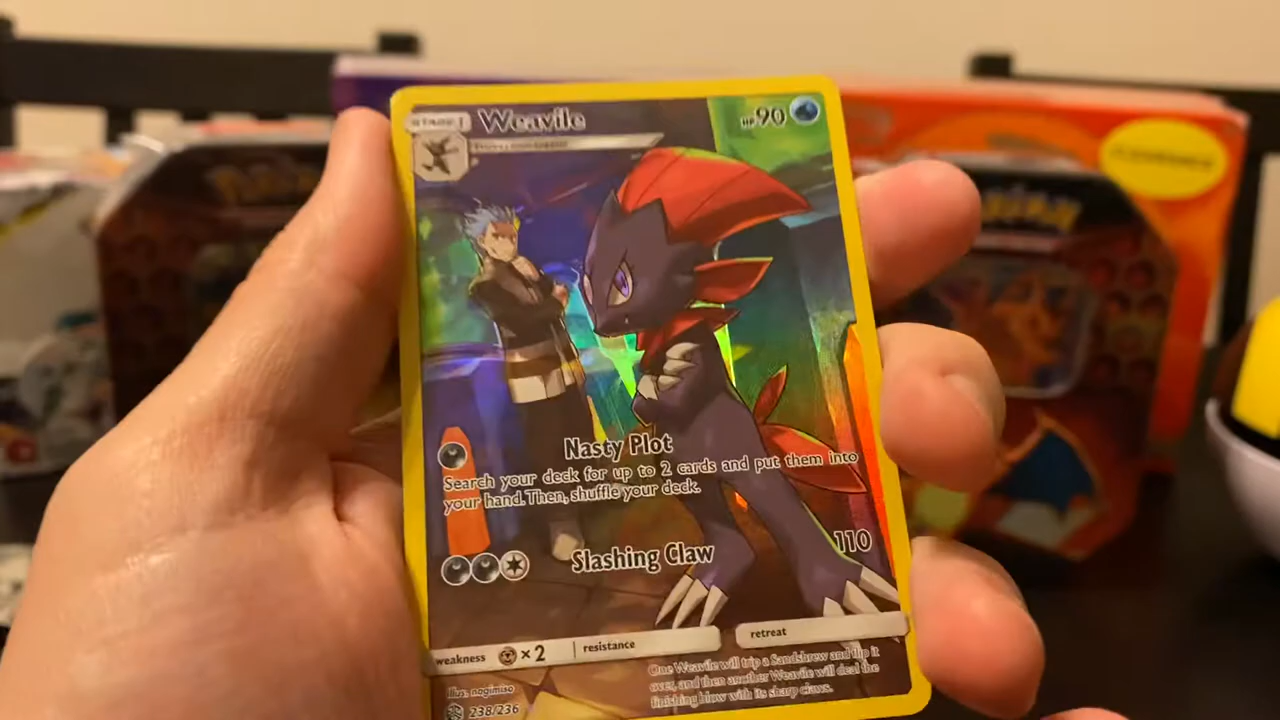 STAGE 1 Weavile HP 90
Nasty Plot
Search your deck for up to 2 cards and put them into
your hand. Then, shuffle your deck.
Slashing Claw 110
weakness ×2 resistance retreat
One Weavile will trip a Sandshrew and flip it
over, and then another Weavile will deal the
finishing blow with its sharp claws.
Illus. nagimiso
238/236